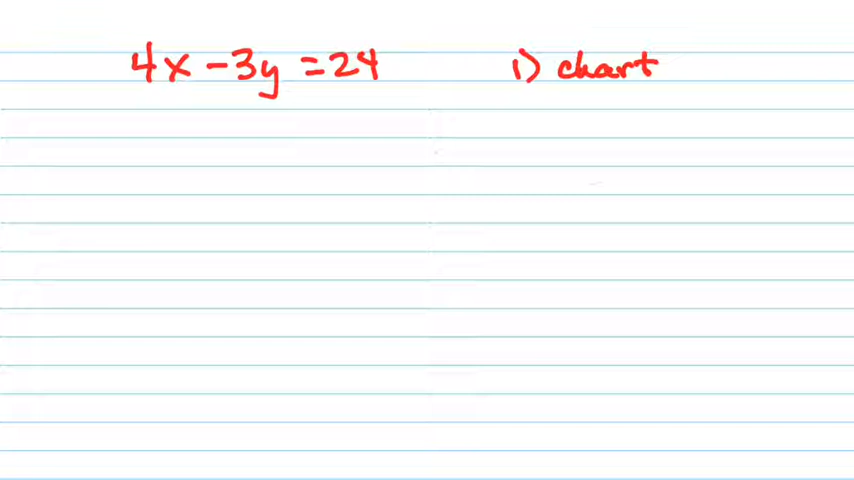 4x - 3y = 24
1) chart